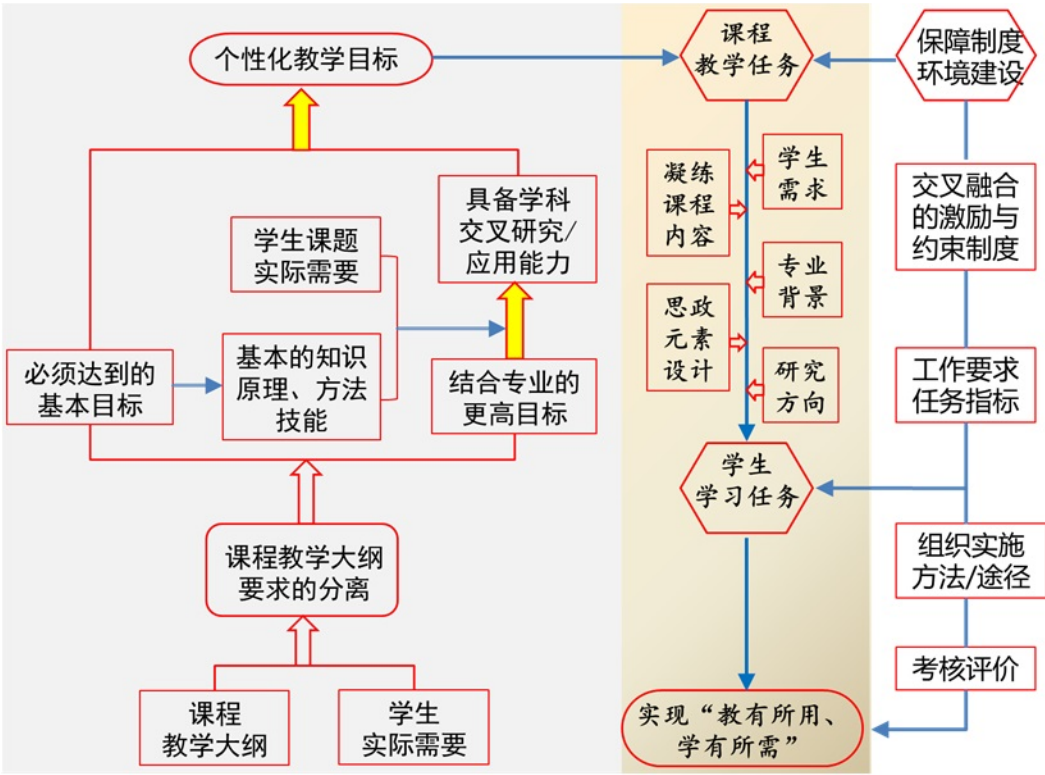 个性化教学目标
具备学科
交叉研究/
应用能力
学生课题
实际需要
必须达到的
基本目标
基本的知识
原理、方法
技能
结合专业的
更高目标
课程教学大纲
要求的分离
课程
教学大纲
学生
实际需要
课程
教学任务
学生
需求
凝练
课程
内容
专业
背景
思政
元素
设计
研究
方向
学生
学习任务
实现“教有所用、
学有所需”
保障制度
环境建设
交叉融合
的激励与
约束制度
工作要求
任务指标
组织实施
方法/途径
考核评价